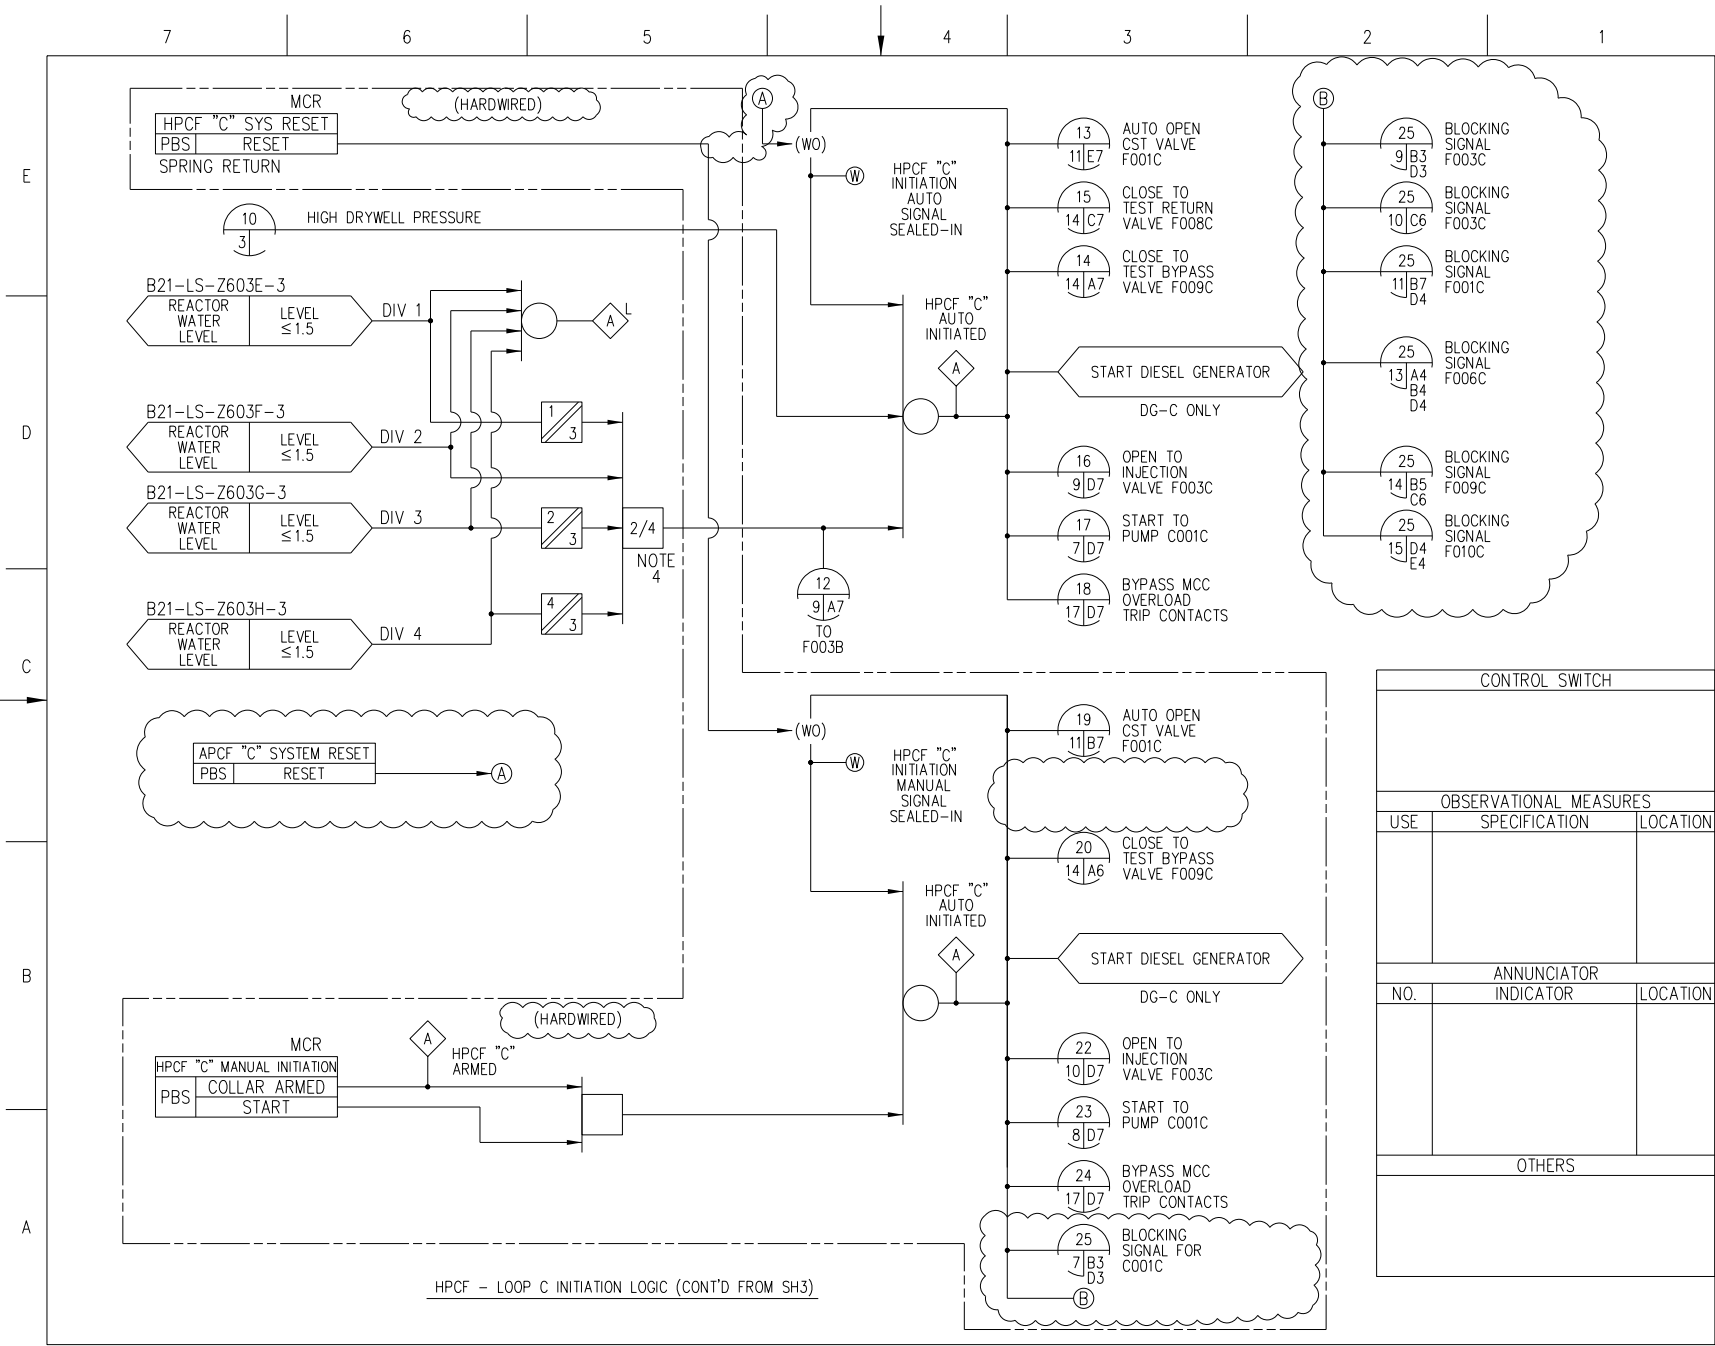 7 6 5 4 3 2 1
E
D
C
B
A
MCR
(HARDWIRED)
HPCF "C" SYS RESET
PBS RESET
SPRING RETURN
A
(WO)
W
HPCF "C"
INITIATION
AUTO
SIGNAL
SEALED-IN
10
3
HIGH DRYWELL PRESSURE
B21-LS-Z603E-3
REACTOR
WATER
LEVEL
LEVEL
≤1.5
DIV 1
A
L
B21-LS-Z603F-3
REACTOR
WATER
LEVEL
LEVEL
≤1.5
DIV 2
B21-LS-Z603G-3
REACTOR
WATER
LEVEL
LEVEL
≤1.5
DIV 3
B21-LS-Z603H-3
REACTOR
WATER
LEVEL
LEVEL
≤1.5
DIV 4
1
3
2
3
4
3
2/4
NOTE
4
12
9 A7
TO
F003B
HPCF "C"
AUTO
INITIATED
A
13
11 E7
AUTO OPEN
CST VALVE
F001C
15
14 C7
CLOSE TO
TEST RETURN
VALVE F008C
14
14 A7
CLOSE TO
TEST BYPASS
VALVE F009C
START DIESEL GENERATOR
DG-C ONLY
16
9 D7
OPEN TO
INJECTION
VALVE F003C
17
7 D7
START TO
PUMP C001C
18
17 D7
BYPASS MCC
OVERLOAD
TRIP CONTACTS
B
25
9 B3
D3
BLOCKING
SIGNAL
F003C
25
10 C6
BLOCKING
SIGNAL
F003C
25
11 B7
D4
BLOCKING
SIGNAL
F001C
25
13 A4
B4
D4
BLOCKING
SIGNAL
F006C
25
14 B5
C6
BLOCKING
SIGNAL
F009C
25
15 D4
E4
BLOCKING
SIGNAL
F010C
APCF "C" SYSTEM RESET
PBS RESET
A
(WO)
W
HPCF "C"
INITIATION
MANUAL
SIGNAL
SEALED-IN
HPCF "C"
AUTO
INITIATED
A
19
11 B7
AUTO OPEN
CST VALVE
F001C
20
14 A6
CLOSE TO
TEST BYPASS
VALVE F009C
START DIESEL GENERATOR
DG-C ONLY
22
10 D7
OPEN TO
INJECTION
VALVE F003C
23
8 D7
START TO
PUMP C001C
24
17 D7
BYPASS MCC
OVERLOAD
TRIP CONTACTS
25
7 B3
D3
BLOCKING
SIGNAL FOR
C001C
B
(HARDWIRED)
MCR
HPCF "C" MANUAL INITIATION
PBS
COLLAR ARMED
START
A
HPCF "C"
ARMED
HPCF - LOOP C INITIATION LOGIC (CONT'D FROM SH3)
CONTROL SWITCH
OBSERVATIONAL MEASURES
USE SPECIFICATION LOCATION
ANNUNCIATOR
NO. INDICATOR LOCATION
OTHERS